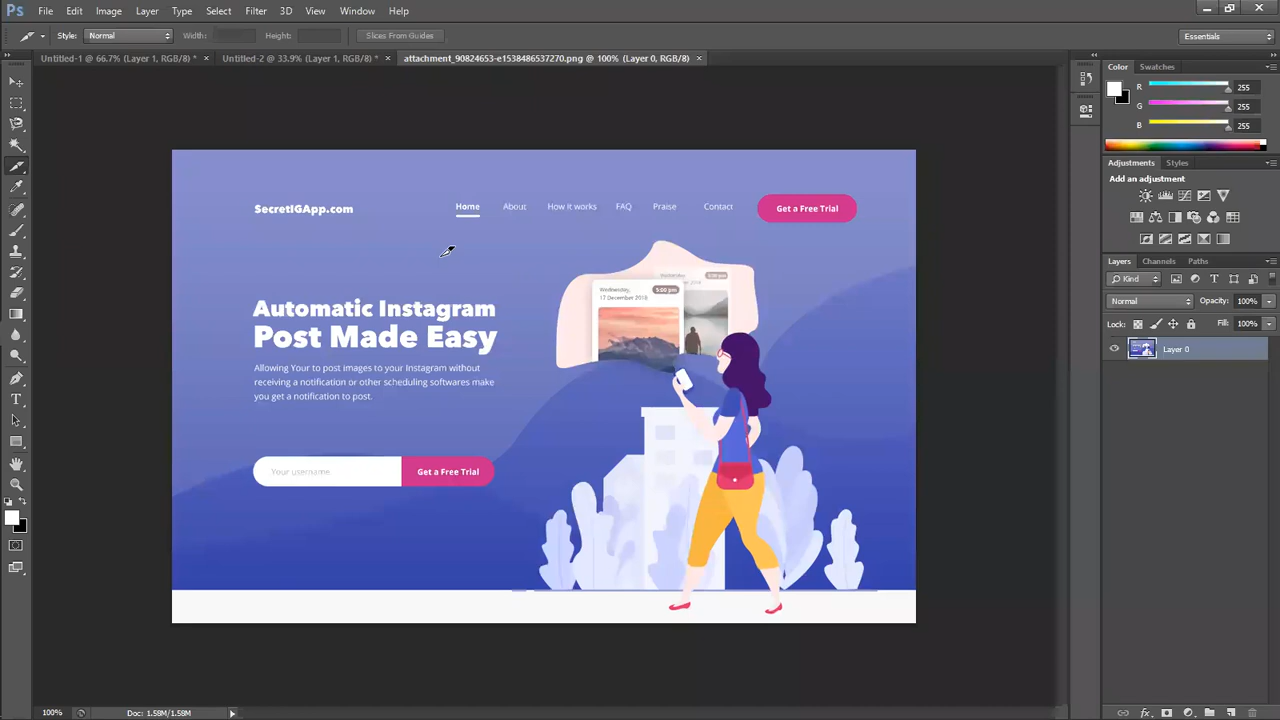 Ps File Edit Image Layer Type Select Filter 3D View Window Help
Style: Normal Width: Height: Slices From Guides Essentials
Untitled-1 @ 66.7% (Layer 1, RGB/8) * × Untitled-2 @ 33.9% (Layer 1, RGB/8) * × attachment_90824653-e1538486537270.png @ 100% (Layer 0, RGB/8) ×
Color Swatches
R 255
G 255
B 255
Adjustments Styles
Add an adjustment
Layers Channels Paths
Kind
Normal Opacity: 100%
Lock: Fill: 100%
Layer 0
SecretIGApp.com Home About How it works FAQ Praise Contact Get a Free Trial
5:00 pm
Wednesday, 5:00 pm
17 December 2018
Automatic Instagram
Post Made Easy
Allowing Your to post images to your Instagram without
receiving a notification or other scheduling softwares make
you get a notification to post.
Your username Get a Free Trial
100% Doc: 1.58M/1.58M